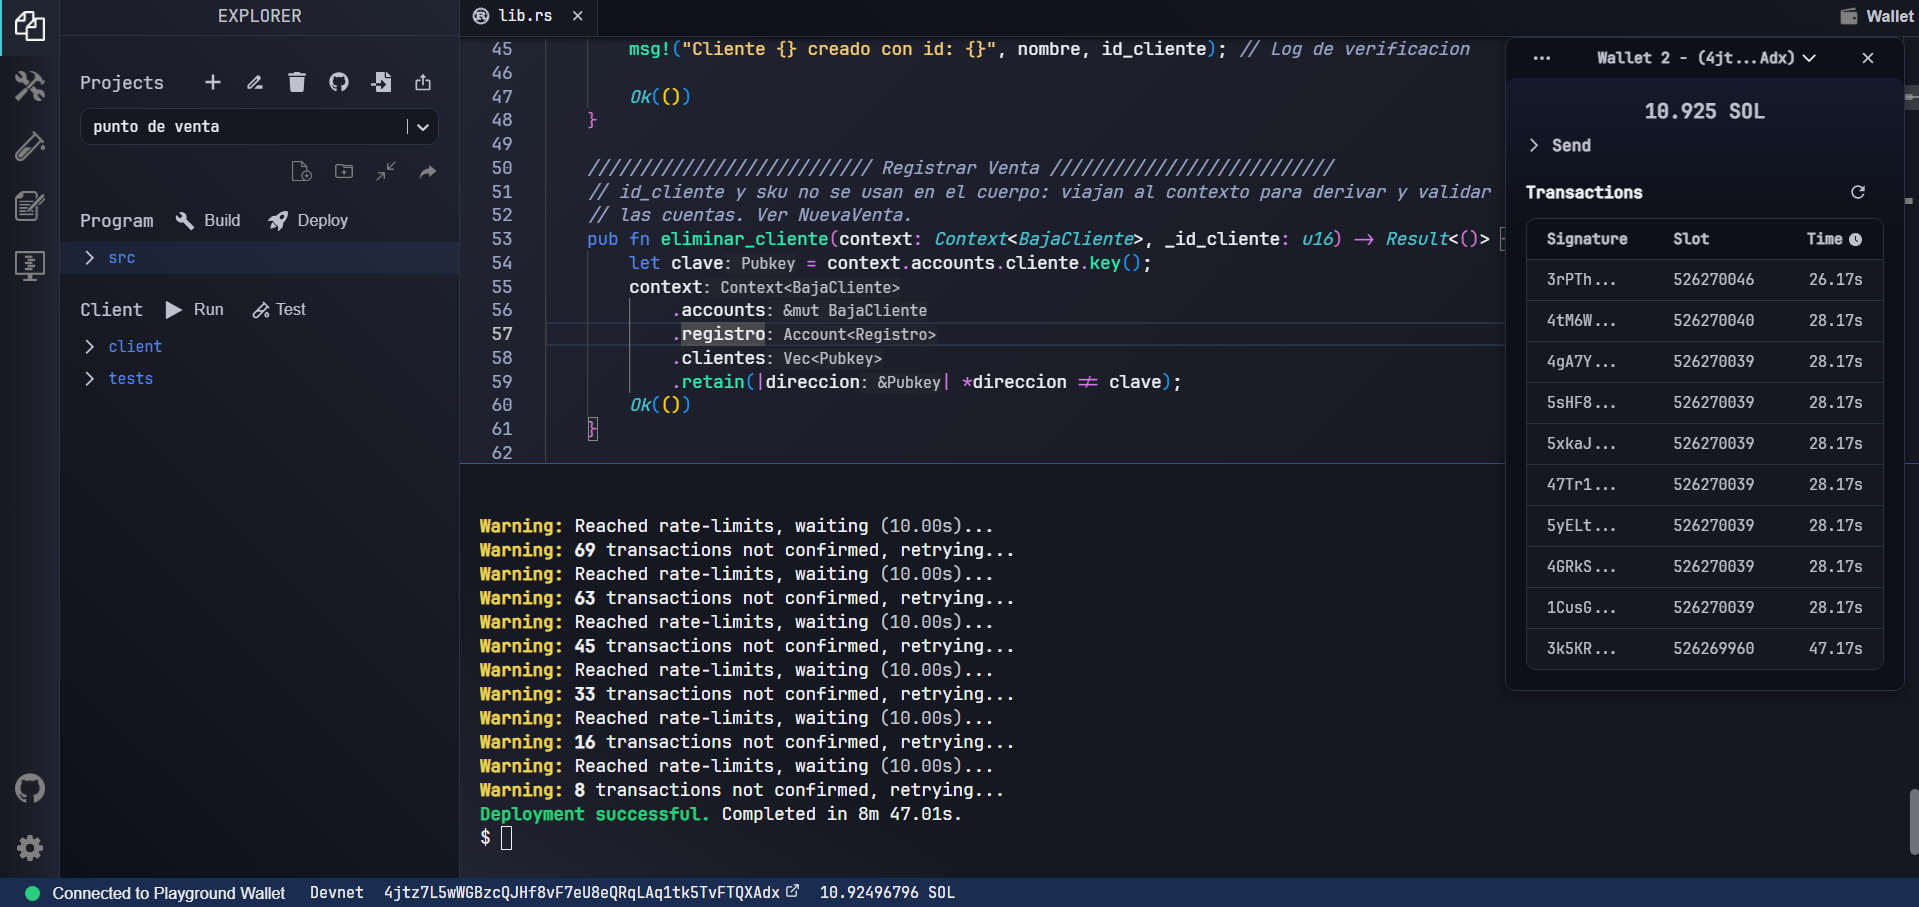 EXPLORER
Projects
punto de venta
Program Build Deploy
src
Client Run Test
client
tests
lib.rs
45 msg!("Cliente {} creado con id: {}", nombre, id_cliente); // Log de verificacion
46
47 Ok(())
48 }
49
50 /////////////////////////// Registrar Venta ///////////////////////////
51 // id_cliente y sku no se usan en el cuerpo: viajan al contexto para derivar y validar
52 // las cuentas. Ver NuevaVenta.
53 pub fn eliminar_cliente(context: Context<BajaCliente>, _id_cliente: u16) -> Result<()> {
54 let clave: Pubkey = context.accounts.cliente.key();
55 context: Context<BajaCliente>
56 .accounts: &mut BajaCliente
57 .registro: Account<Registro>
58 .clientes: Vec<Pubkey>
59 .retain(|direccion: &Pubkey| *direccion != clave);
60 Ok(())
61 }
62
Warning: Reached rate-limits, waiting (10.00s)...
Warning: 69 transactions not confirmed, retrying...
Warning: Reached rate-limits, waiting (10.00s)...
Warning: 63 transactions not confirmed, retrying...
Warning: Reached rate-limits, waiting (10.00s)...
Warning: 45 transactions not confirmed, retrying...
Warning: Reached rate-limits, waiting (10.00s)...
Warning: 33 transactions not confirmed, retrying...
Warning: Reached rate-limits, waiting (10.00s)...
Warning: 16 transactions not confirmed, retrying...
Warning: Reached rate-limits, waiting (10.00s)...
Warning: 8 transactions not confirmed, retrying...
Deployment successful. Completed in 8m 47.01s.
$
Wallet
Wallet 2 - (4jt...Adx)
10.925 SOL
Send
Transactions
Signature Slot Time
3rPTh... 526270046 26.17s
4tM6W... 526270040 28.17s
4gA7Y... 526270039 28.17s
5sHF8... 526270039 28.17s
5xkaJ... 526270039 28.17s
47Tr1... 526270039 28.17s
5yELt... 526270039 28.17s
4GRkS... 526270039 28.17s
1CusG... 526270039 28.17s
3k5KR... 526269960 47.17s
Connected to Playground Wallet Devnet 4jtz7L5wWGBzcQJHf8vF7eU8eQRqLAq1tk5TvFTQXAdx 10.92496796 SOL